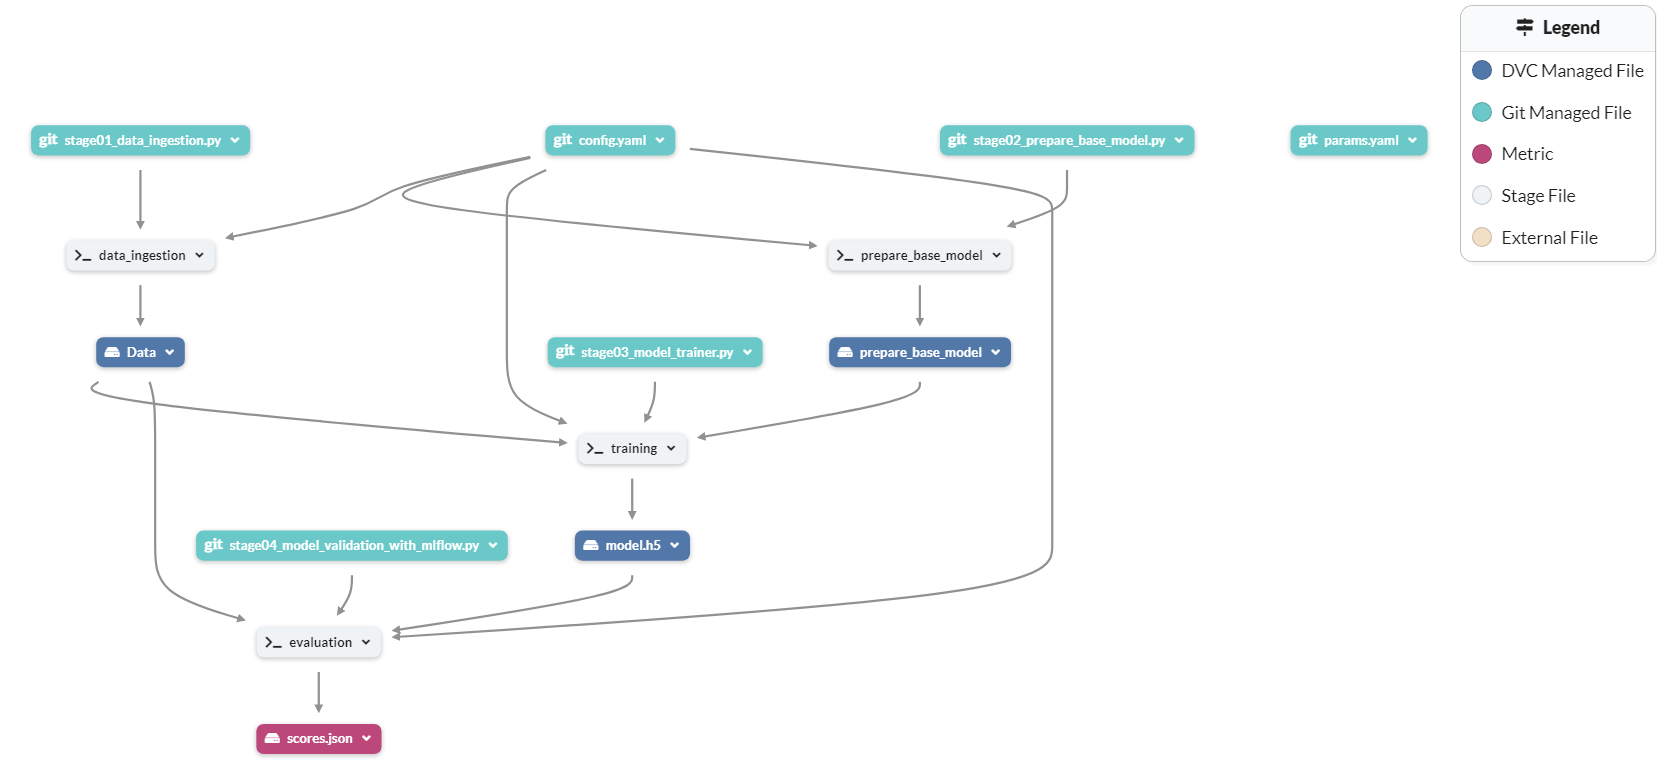 Legend
DVC Managed File
Git Managed File
Metric
Stage File
External File
git stage01_data_ingestion.py
git config.yaml
git stage02_prepare_base_model.py
git params.yaml
>_ data_ingestion
>_ prepare_base_model
Data
git stage03_model_trainer.py
prepare_base_model
>_ training
git stage04_model_validation_with_mlflow.py
model.h5
>_ evaluation
scores.json